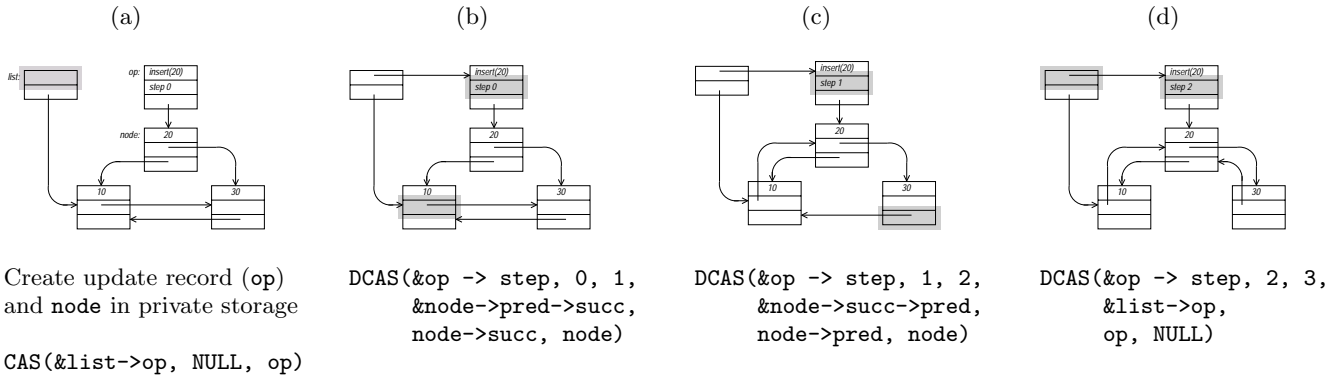 (a)
(b)
(c)
(d)
list:
op:
insert(20)
step 0
node:
20
10
30
insert(20)
step 0
20
10
30
insert(20)
step 1
20
10
30
insert(20)
step 2
20
10
30
Create update record (op)
and node in private storage
CAS(&list->op, NULL, op)
DCAS(&op -> step, 0, 1,
&node->pred->succ,
node->succ, node)
DCAS(&op -> step, 1, 2,
&node->succ->pred,
node->pred, node)
DCAS(&op -> step, 2, 3,
&list->op,
op, NULL)